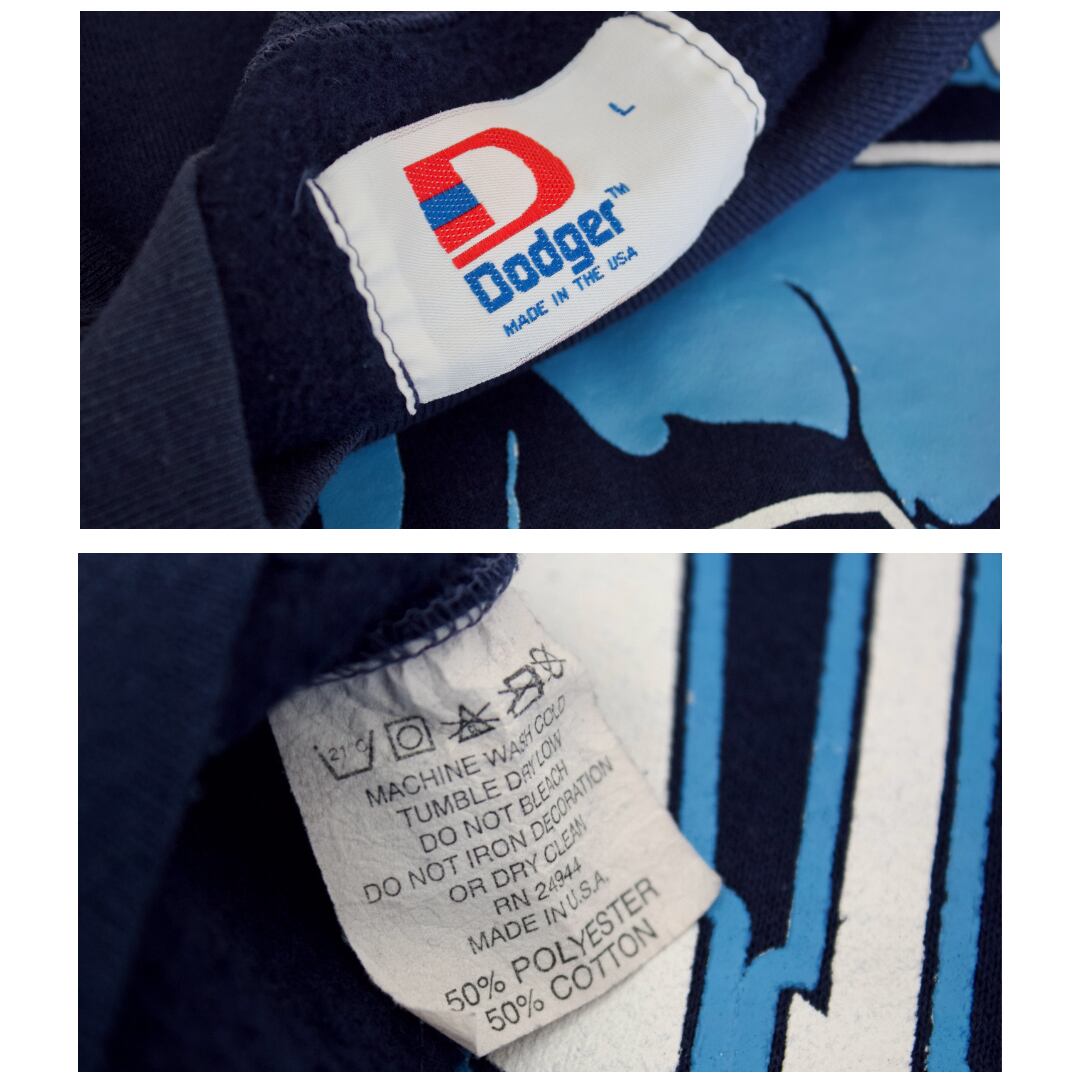 L
D
Dodger™
MADE IN THE USA
21°C
MACHINE WASH COLD
TUMBLE DRY LOW
DO NOT BLEACH
DO NOT IRON DECORATION
OR DRY CLEAN
RN 24944
MADE IN U.S.A.
50% POLYESTER
50% COTTON